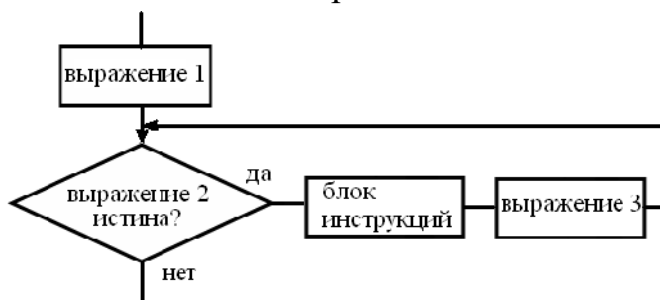 выражение 1
выражение 2
истина?
да
блок
инструкций
выражение 3
нет